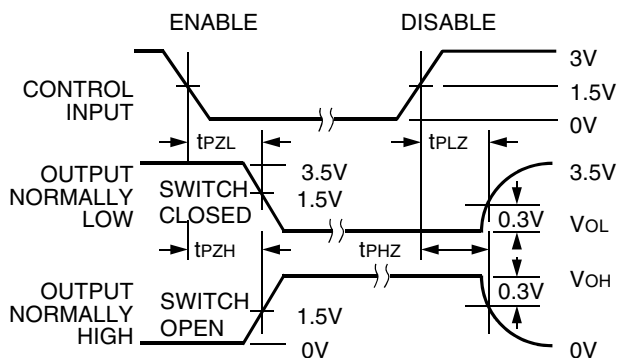 ENABLE
DISABLE
CONTROL
INPUT
3V
1.5V
0V
tPZL
tPLZ
OUTPUT
NORMALLY
LOW
SWITCH
CLOSED
3.5V
1.5V
3.5V
0.3V
VOL
tPZH
tPHZ
VOH
0.3V
OUTPUT
NORMALLY
HIGH
SWITCH
OPEN
1.5V
0V
0V